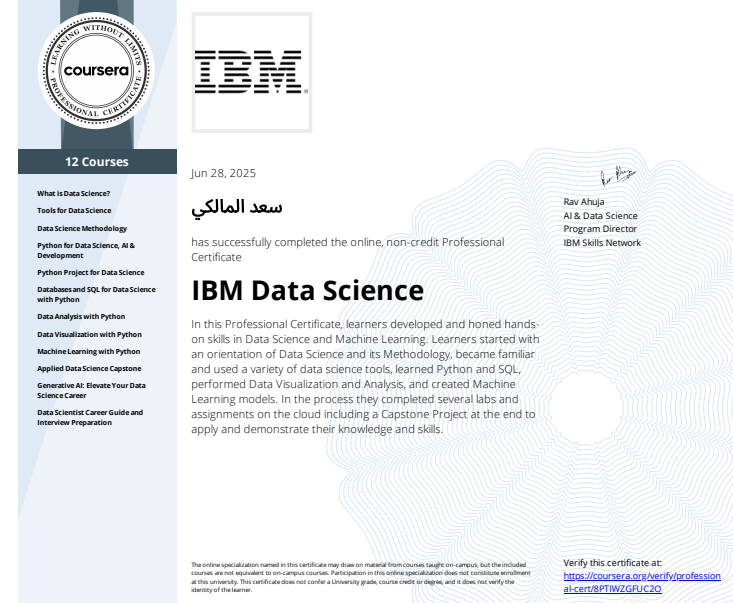 LEARNING WITHOUT LIMITS
coursera
PROFESSIONAL CERTIFICATE
12 Courses
What is Data Science?
Tools for Data Science
Data Science Methodology
Python for Data Science, AI &
Development
Python Project for Data Science
Databases and SQL for Data Science
with Python
Data Analysis with Python
Data Visualization with Python
Machine Learning with Python
Applied Data Science Capstone
Generative AI: Elevate Your Data
Science Career
Data Scientist Career Guide and
Interview Preparation
IBM
Jun 28, 2025
سعد المالكي
has successfully completed the online, non-credit Professional
Certificate
IBM Data Science
In this Professional Certificate, learners developed and honed hands-
on skills in Data Science and Machine Learning. Learners started with
an orientation of Data Science and its Methodology, became familiar
and used a variety of data science tools, learned Python and SQL,
performed Data Visualization and Analysis, and created Machine
Learning models. In the process they completed several labs and
assignments on the cloud including a Capstone Project at the end to
apply and demonstrate their knowledge and skills.
Rav Ahuja
Rav Ahuja
AI & Data Science
Program Director
IBM Skills Network
The online specialization named in this certificate may draw on material from courses taught on-campus, but the included
courses are not equivalent to on-campus courses. Participation in this online specialization does not constitute enrollment
at this university. This certificate does not confer a University grade, course credit or degree, and it does not verify the
identity of the learner.
Verify this certificate at:
https://coursera.org/verify/profession
al-cert/8PTIWZGFUC2O